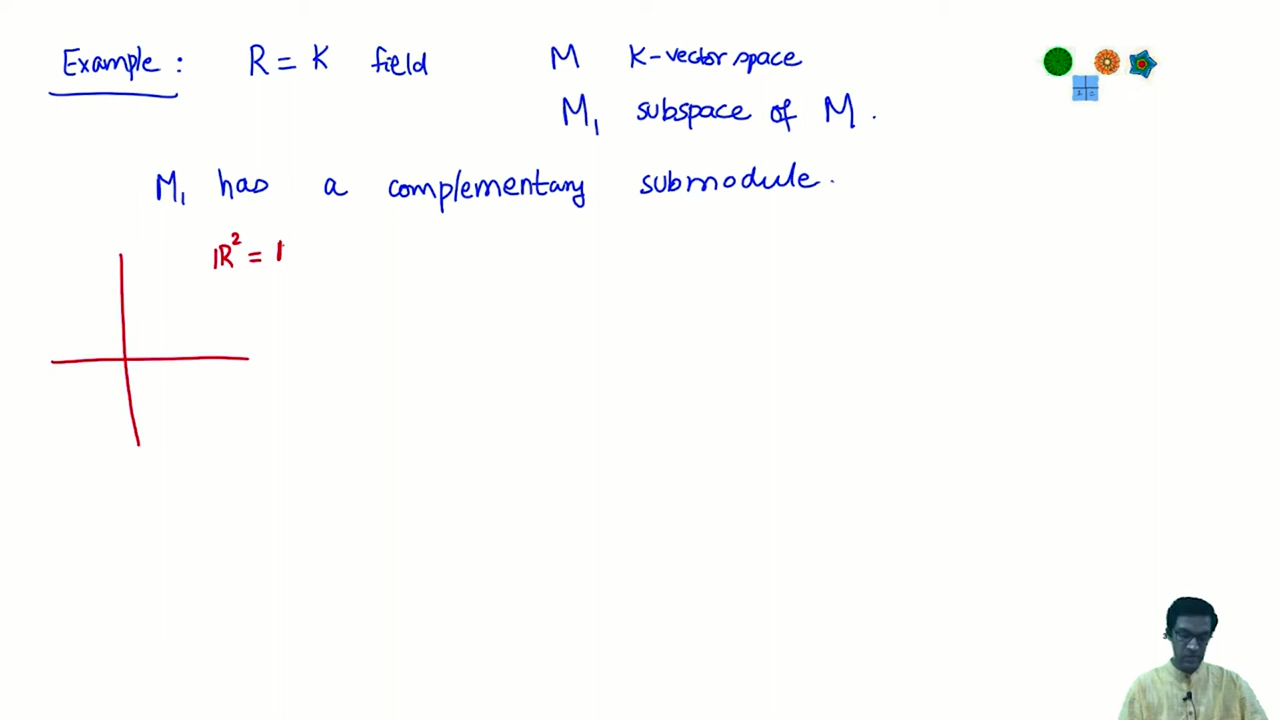 Example: R = K field M K-vector space
M₁ subspace of M.
M₁ has a complementary submodule.
ℝ² = I